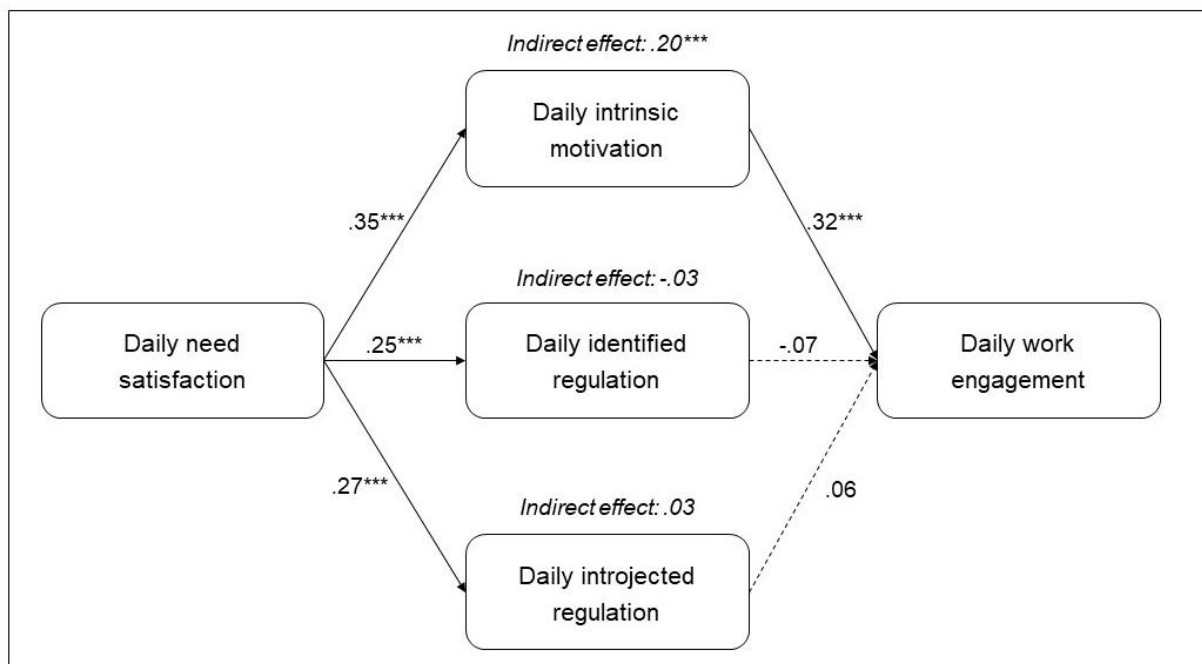 Indirect effect: .20***
Daily intrinsic
motivation
.35***
.32***
Indirect effect: -.03
Daily need
satisfaction
.25***
Daily identified
regulation
-.07
Daily work
engagement
.27***
Indirect effect: .03
.06
Daily introjected
regulation